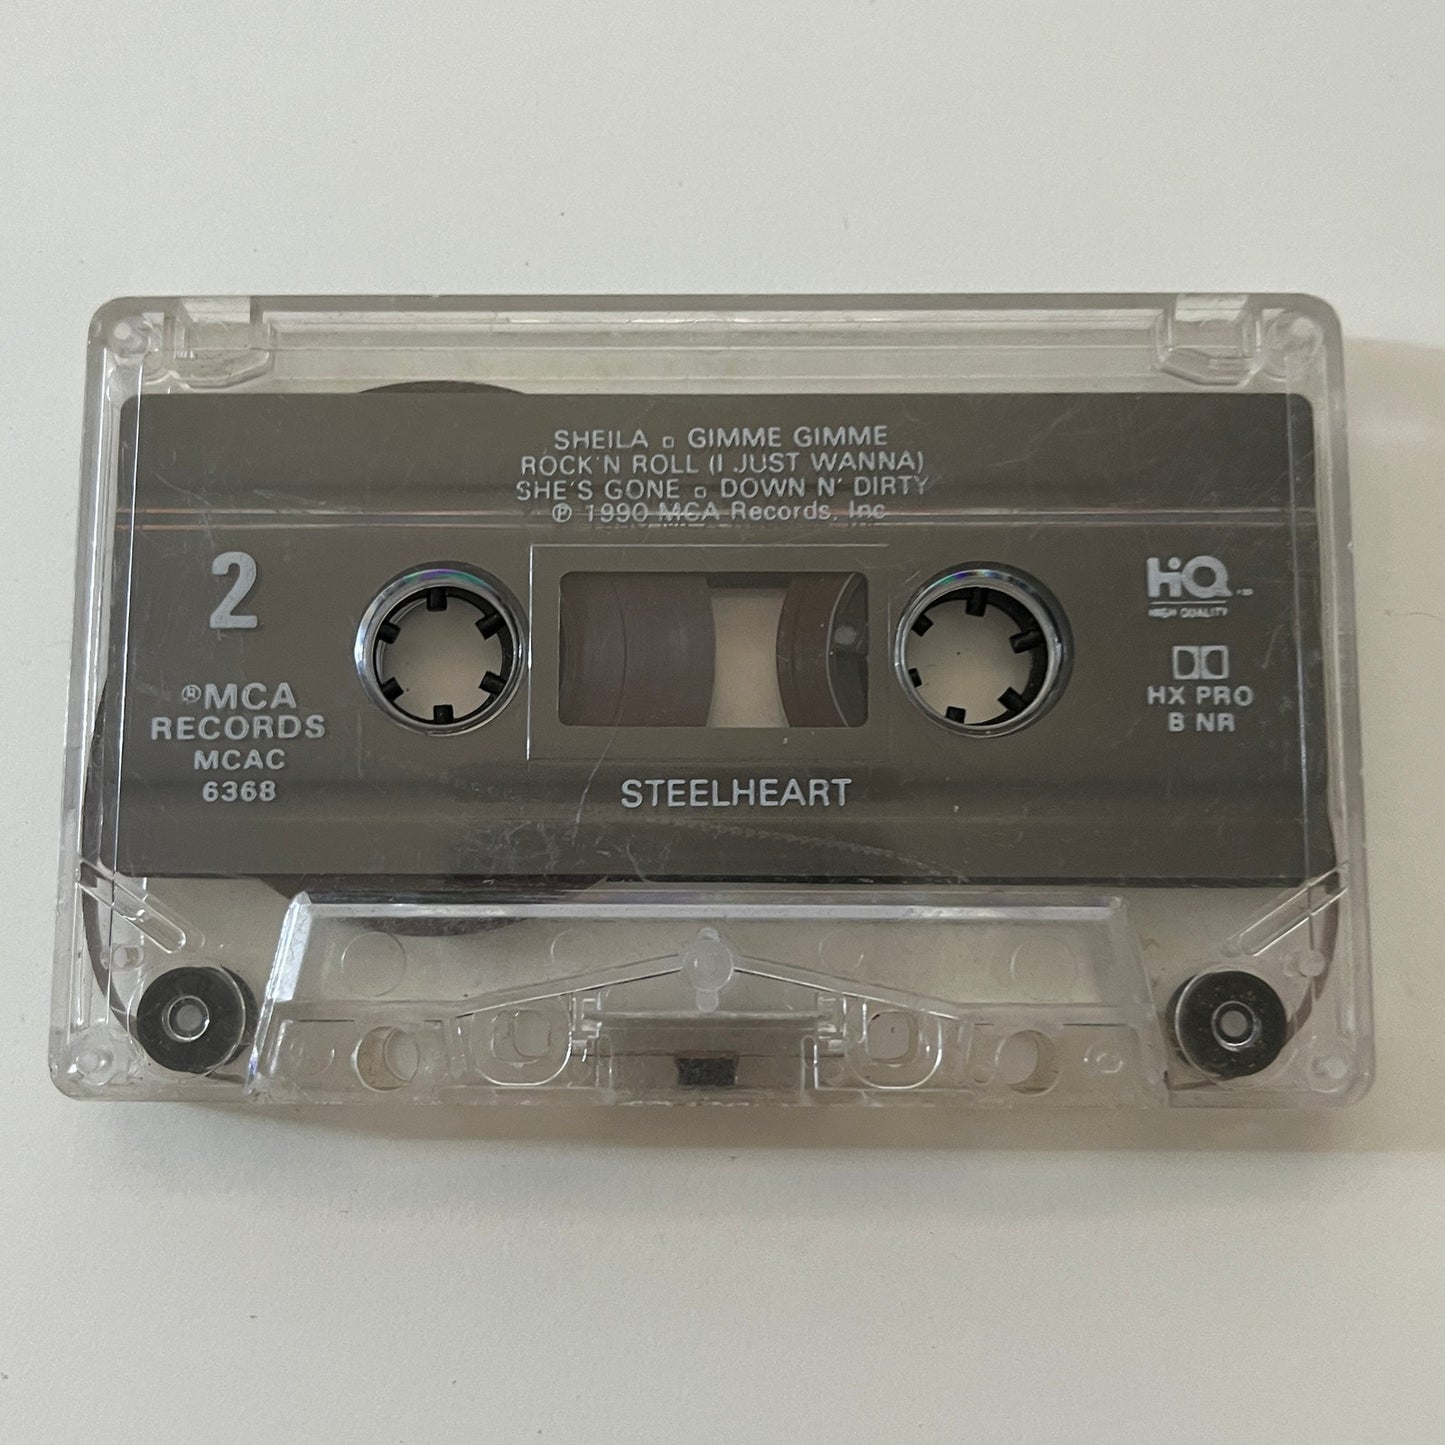 SHEILA ▫ GIMME GIMME
ROCK'N ROLL (I JUST WANNA)
SHE'S GONE ▫ DOWN N' DIRTY
℗ 1990 MCA Records, Inc
2
®MCA
RECORDS
MCAC
6368
HiQ
HIGH QUALITY
HX PRO
B NR
STEELHEART